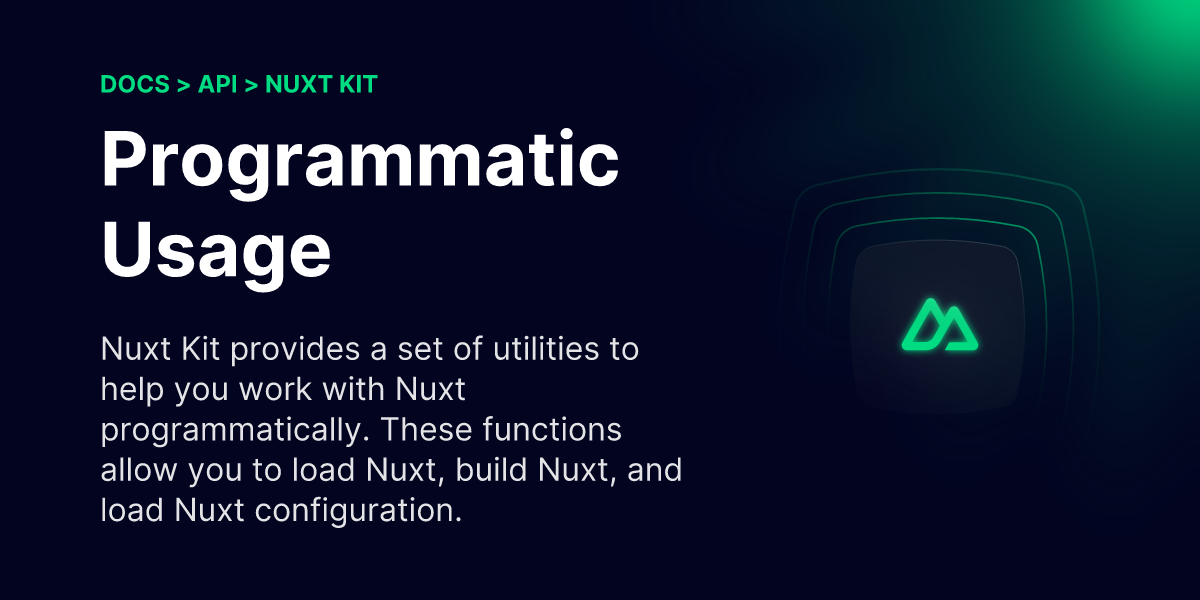 DOCS > API > NUXT KIT
Programmatic
Usage
Nuxt Kit provides a set of utilities to
help you work with Nuxt
programmatically. These functions
allow you to load Nuxt, build Nuxt, and
load Nuxt configuration.